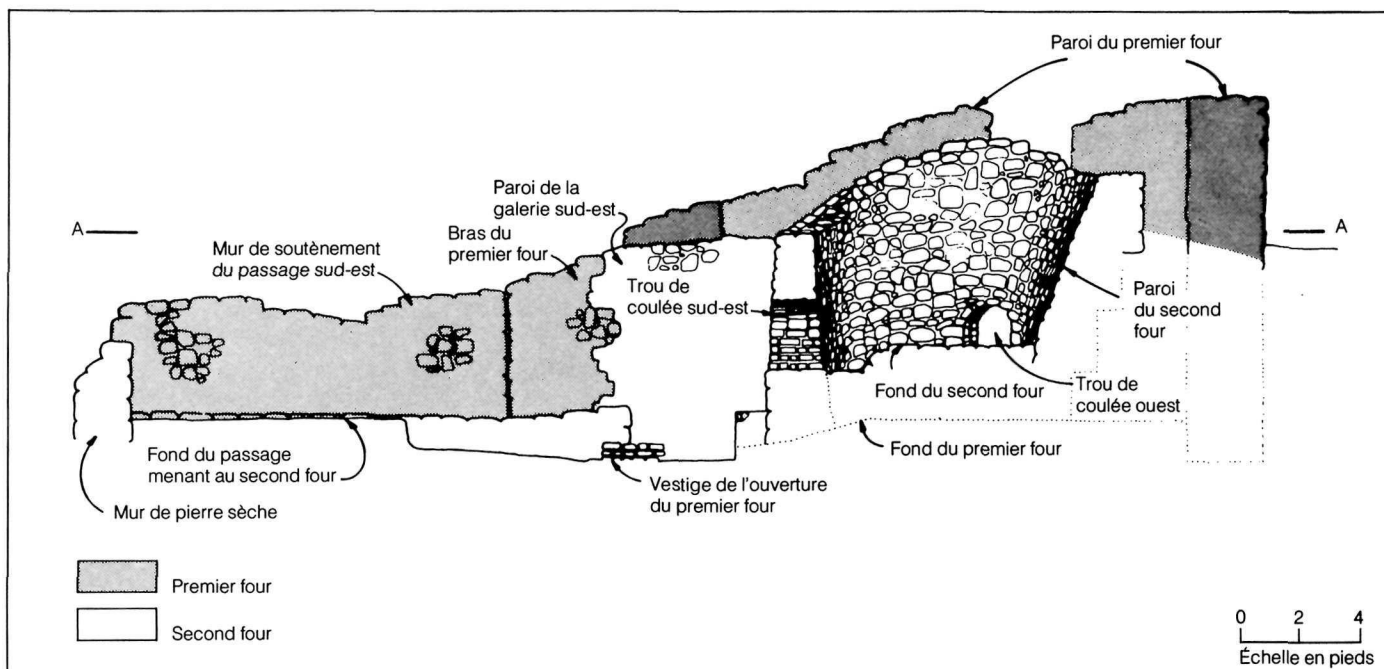 Paroi du premier four
Paroi de la
galerie sud-est
Bras du
premier four
Mur de soutènement
du passage sud-est
A
A
Trou de
coulée sud-est
Paroi
du second
four
Fond du second four
Trou de
coulée ouest
Fond du premier four
Fond du passage
menant au second four
Vestige de l'ouverture
du premier four
Mur de pierre sèche
Premier four
Second four
0 2 4
Échelle en pieds